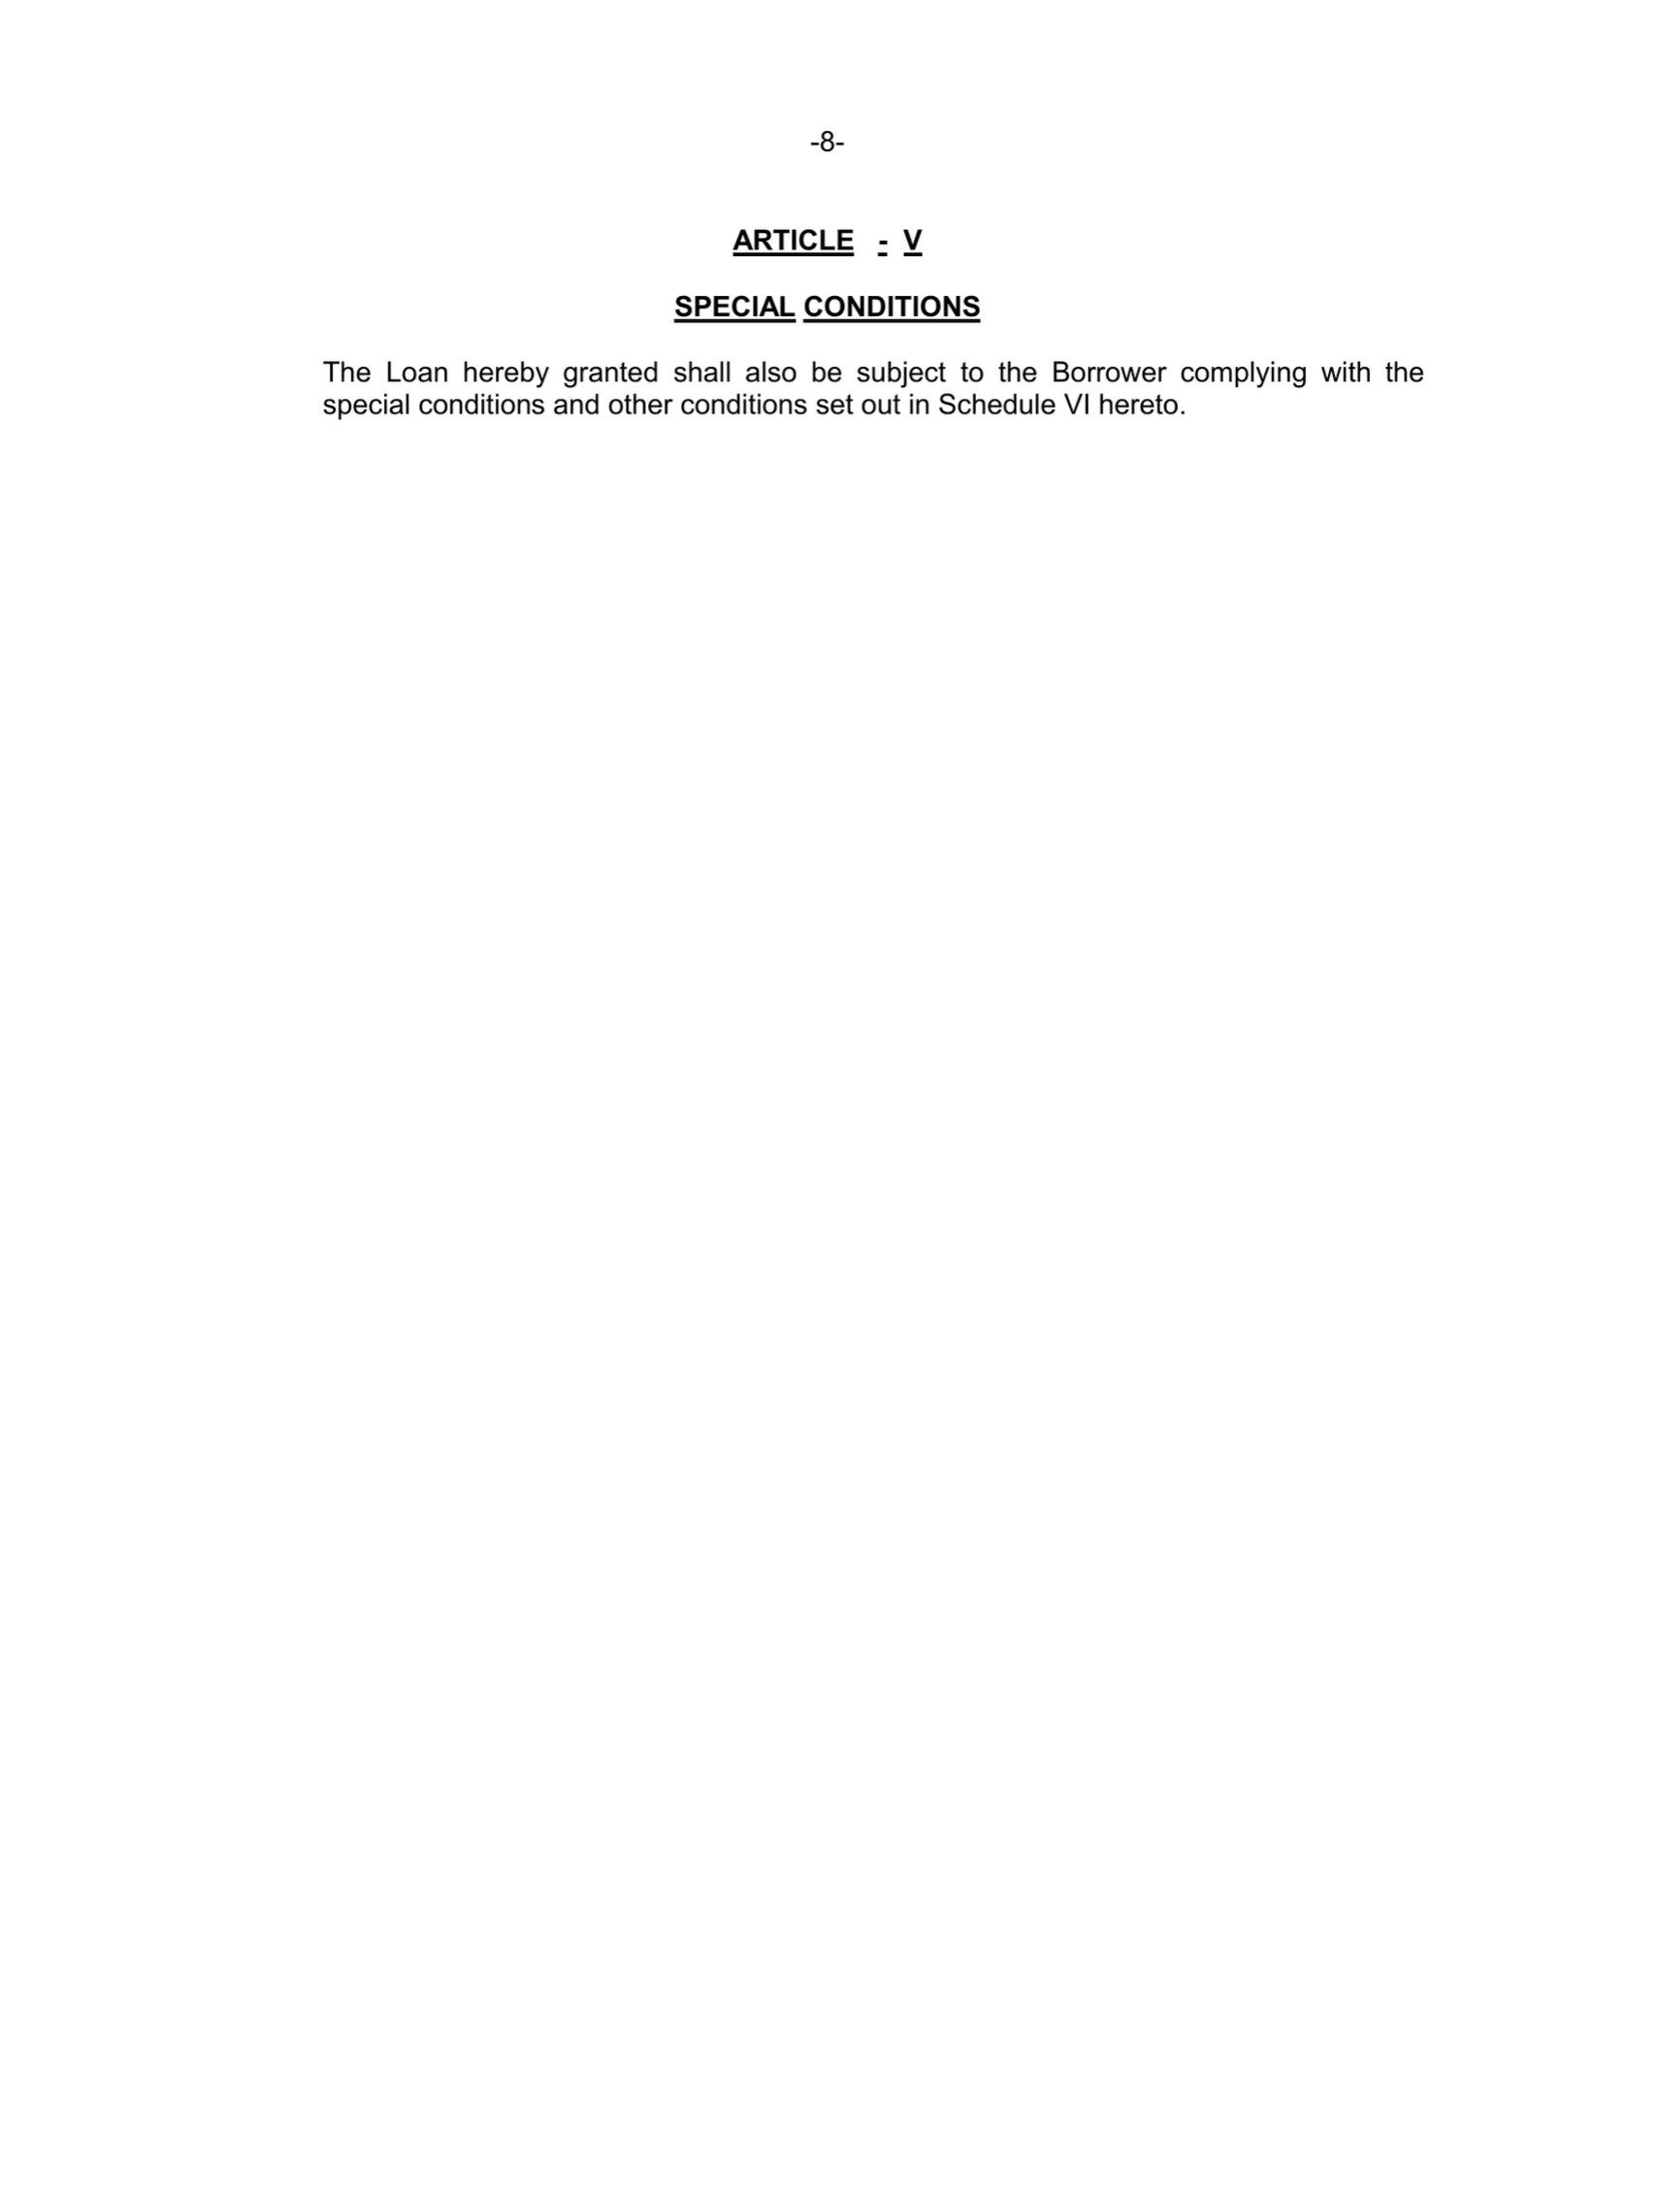 -8-
ARTICLE - V
SPECIAL CONDITIONS
The Loan hereby granted shall also be subject to the Borrower complying with the
special conditions and other conditions set out in Schedule VI hereto.